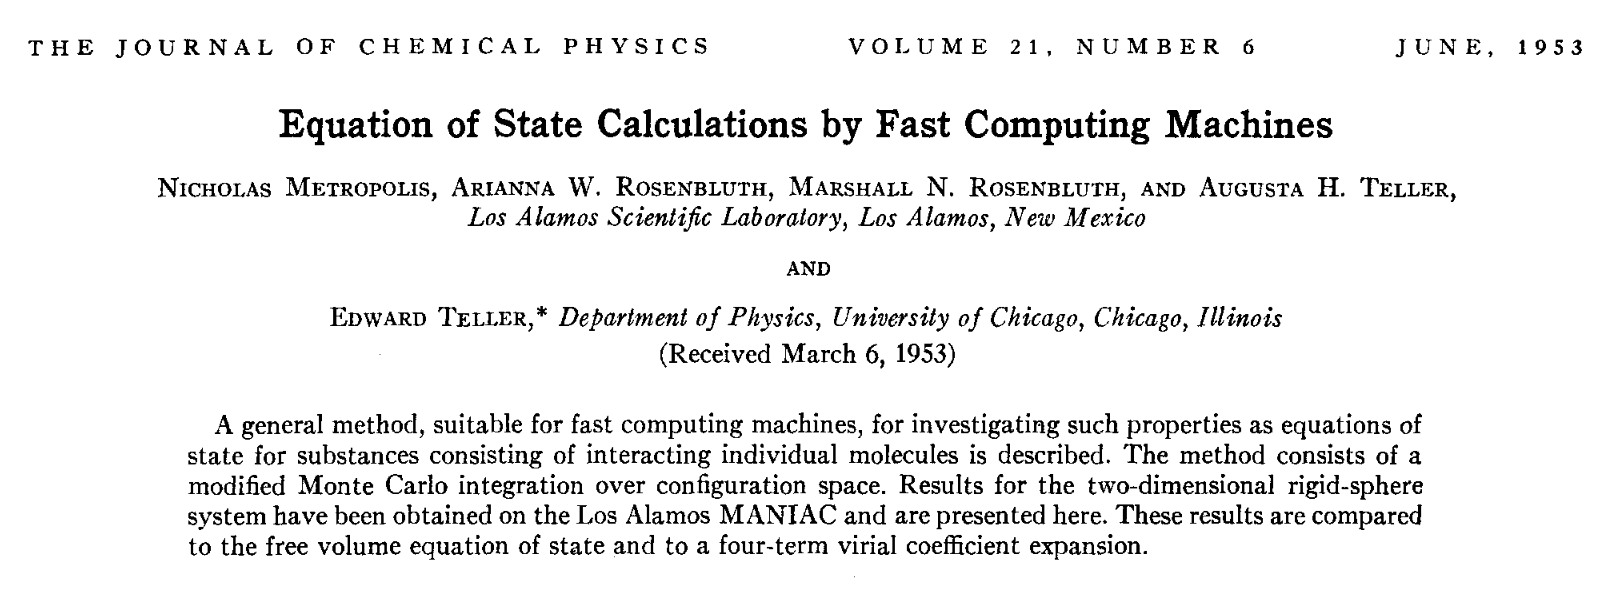 THE JOURNAL OF CHEMICAL PHYSICS VOLUME 21, NUMBER 6 JUNE, 1953
Equation of State Calculations by Fast Computing Machines
NICHOLAS METROPOLIS, ARIANNA W. ROSENBLUTH, MARSHALL N. ROSENBLUTH, AND AUGUSTA H. TELLER,
Los Alamos Scientific Laboratory, Los Alamos, New Mexico
AND
EDWARD TELLER,* Department of Physics, University of Chicago, Chicago, Illinois
(Received March 6, 1953)
A general method, suitable for fast computing machines, for investigating such properties as equations of
state for substances consisting of interacting individual molecules is described. The method consists of a
modified Monte Carlo integration over configuration space. Results for the two-dimensional rigid-sphere
system have been obtained on the Los Alamos MANIAC and are presented here. These results are compared
to the free volume equation of state and to a four-term virial coefficient expansion.